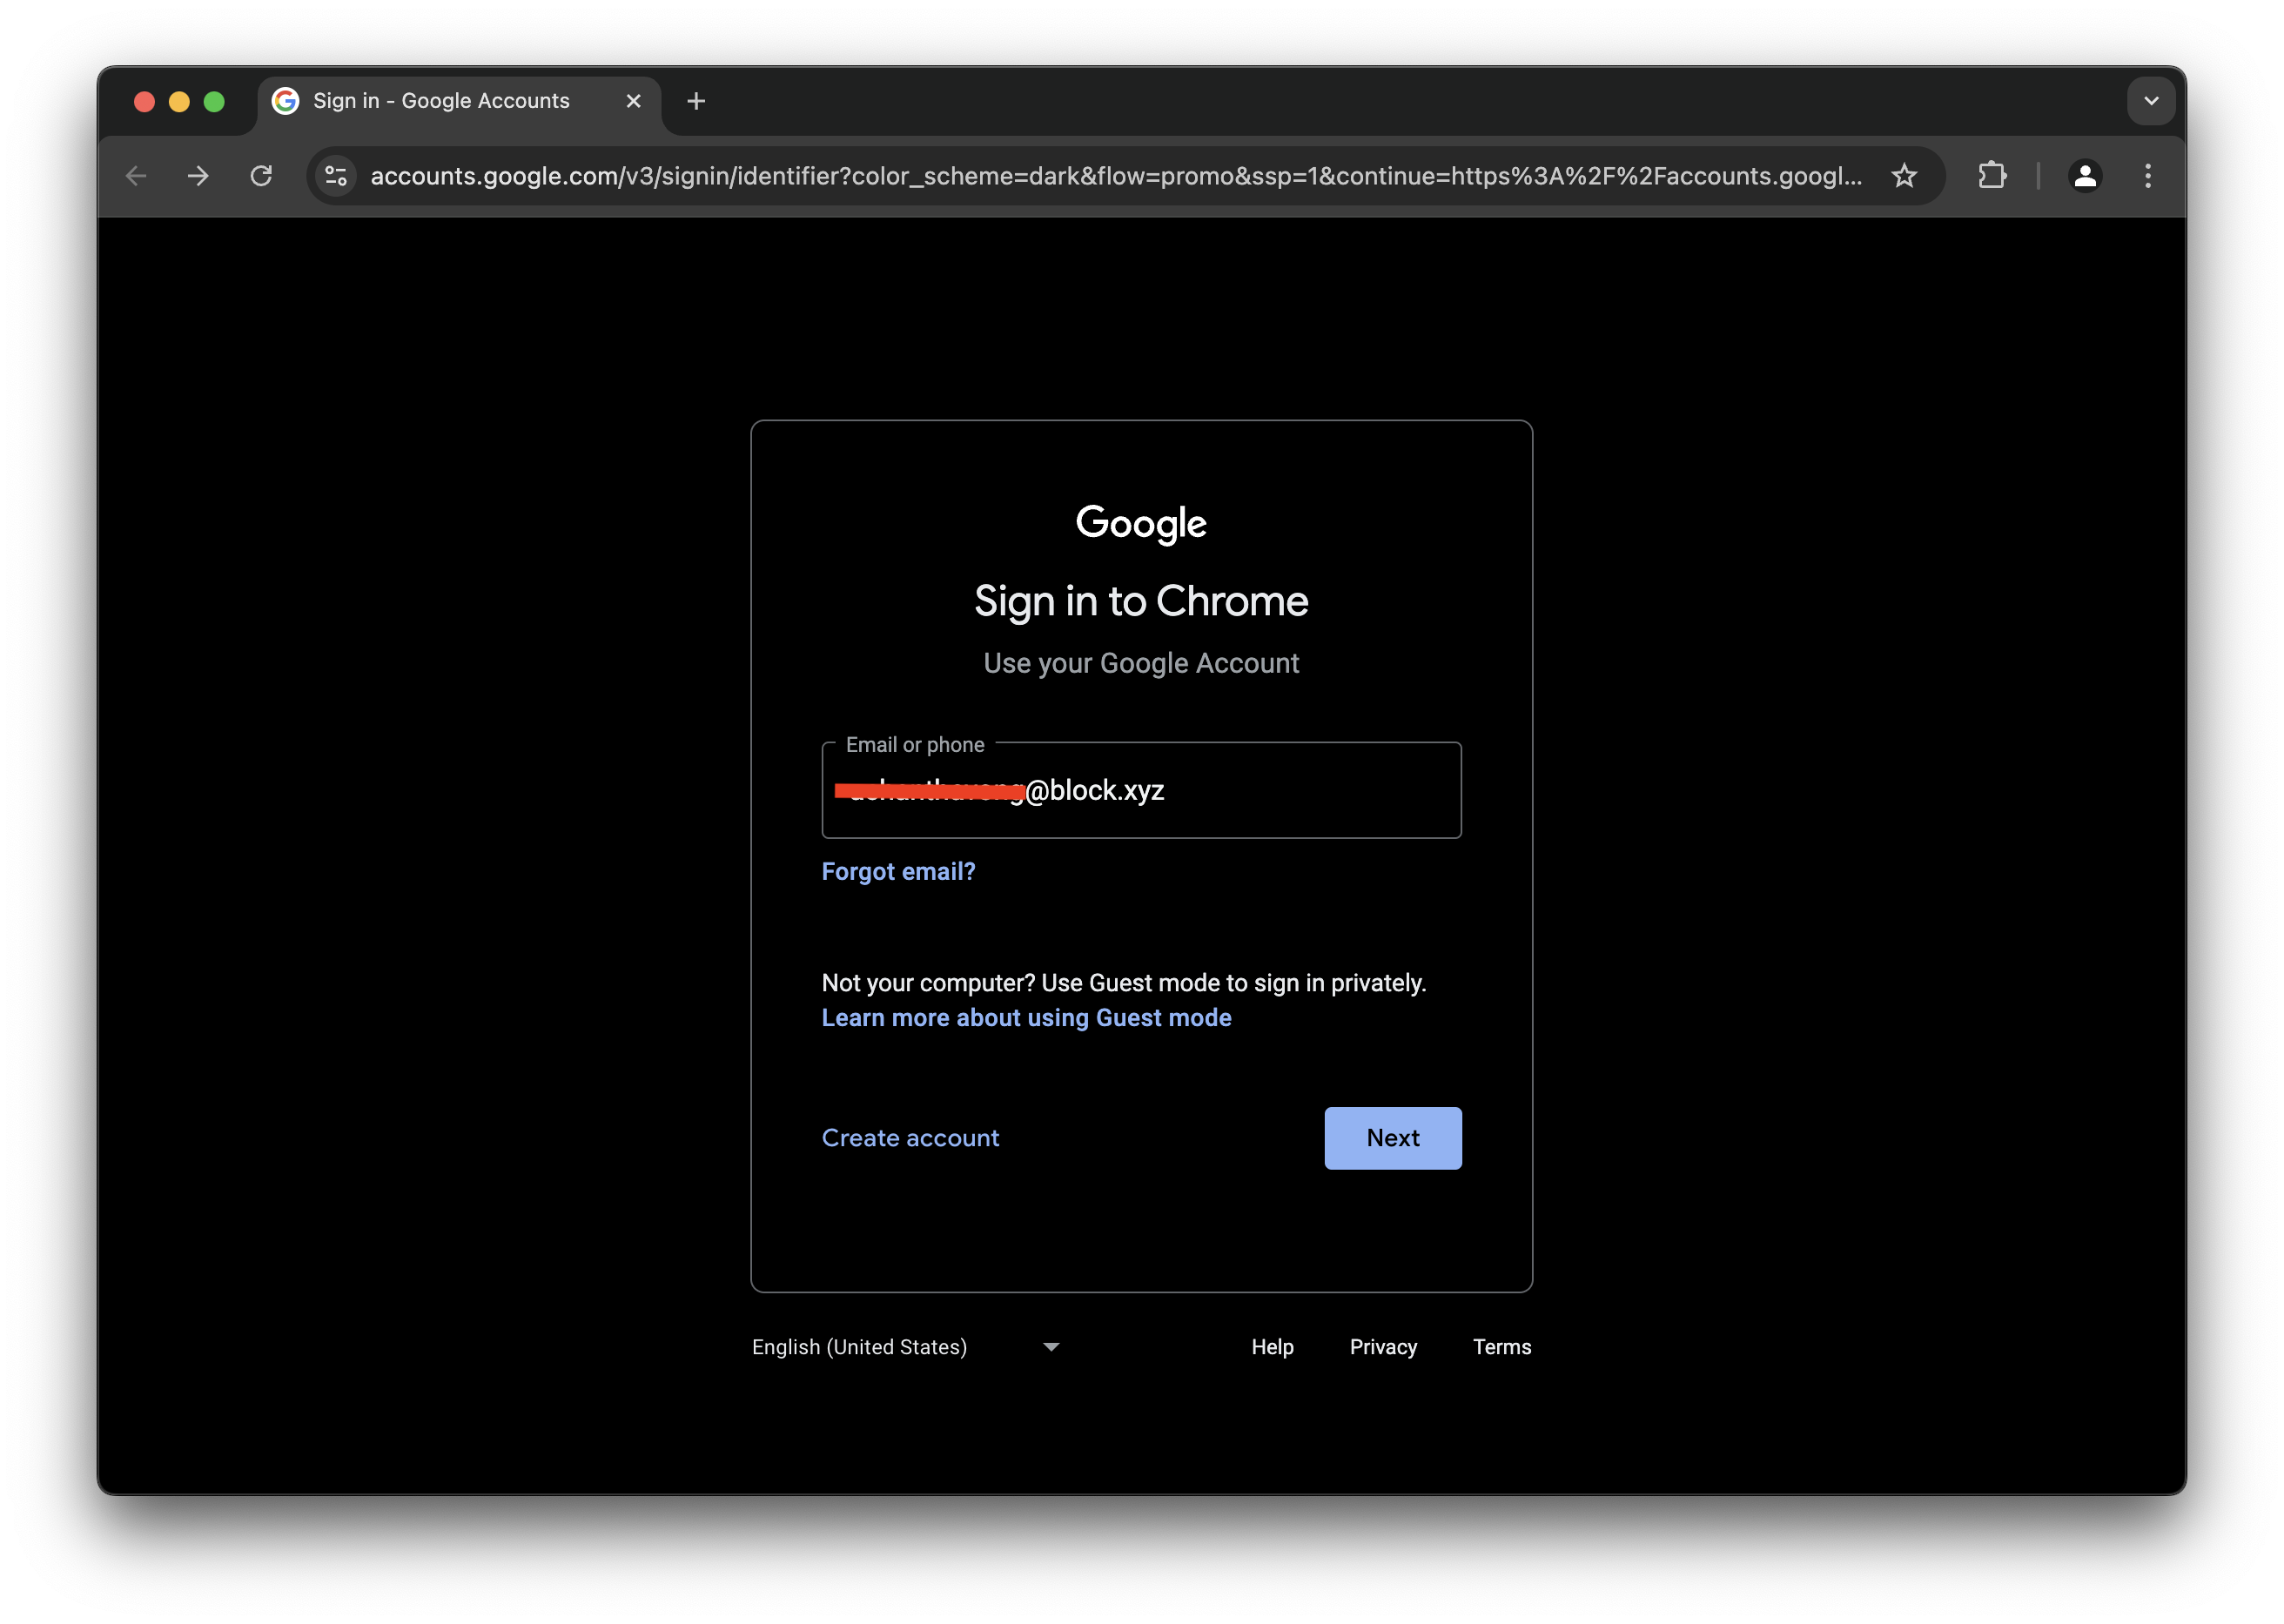 Sign in - Google Accounts
accounts.google.com/v3/signin/identifier?color_scheme=dark&flow=promo&ssp=1&continue=https%3A%2F%2Faccounts.googl...
Google
Sign in to Chrome
Use your Google Account
Email or phone
@block.xyz
Forgot email?
Not your computer? Use Guest mode to sign in privately.
Learn more about using Guest mode
Create account
Next
English (United States)
Help
Privacy
Terms